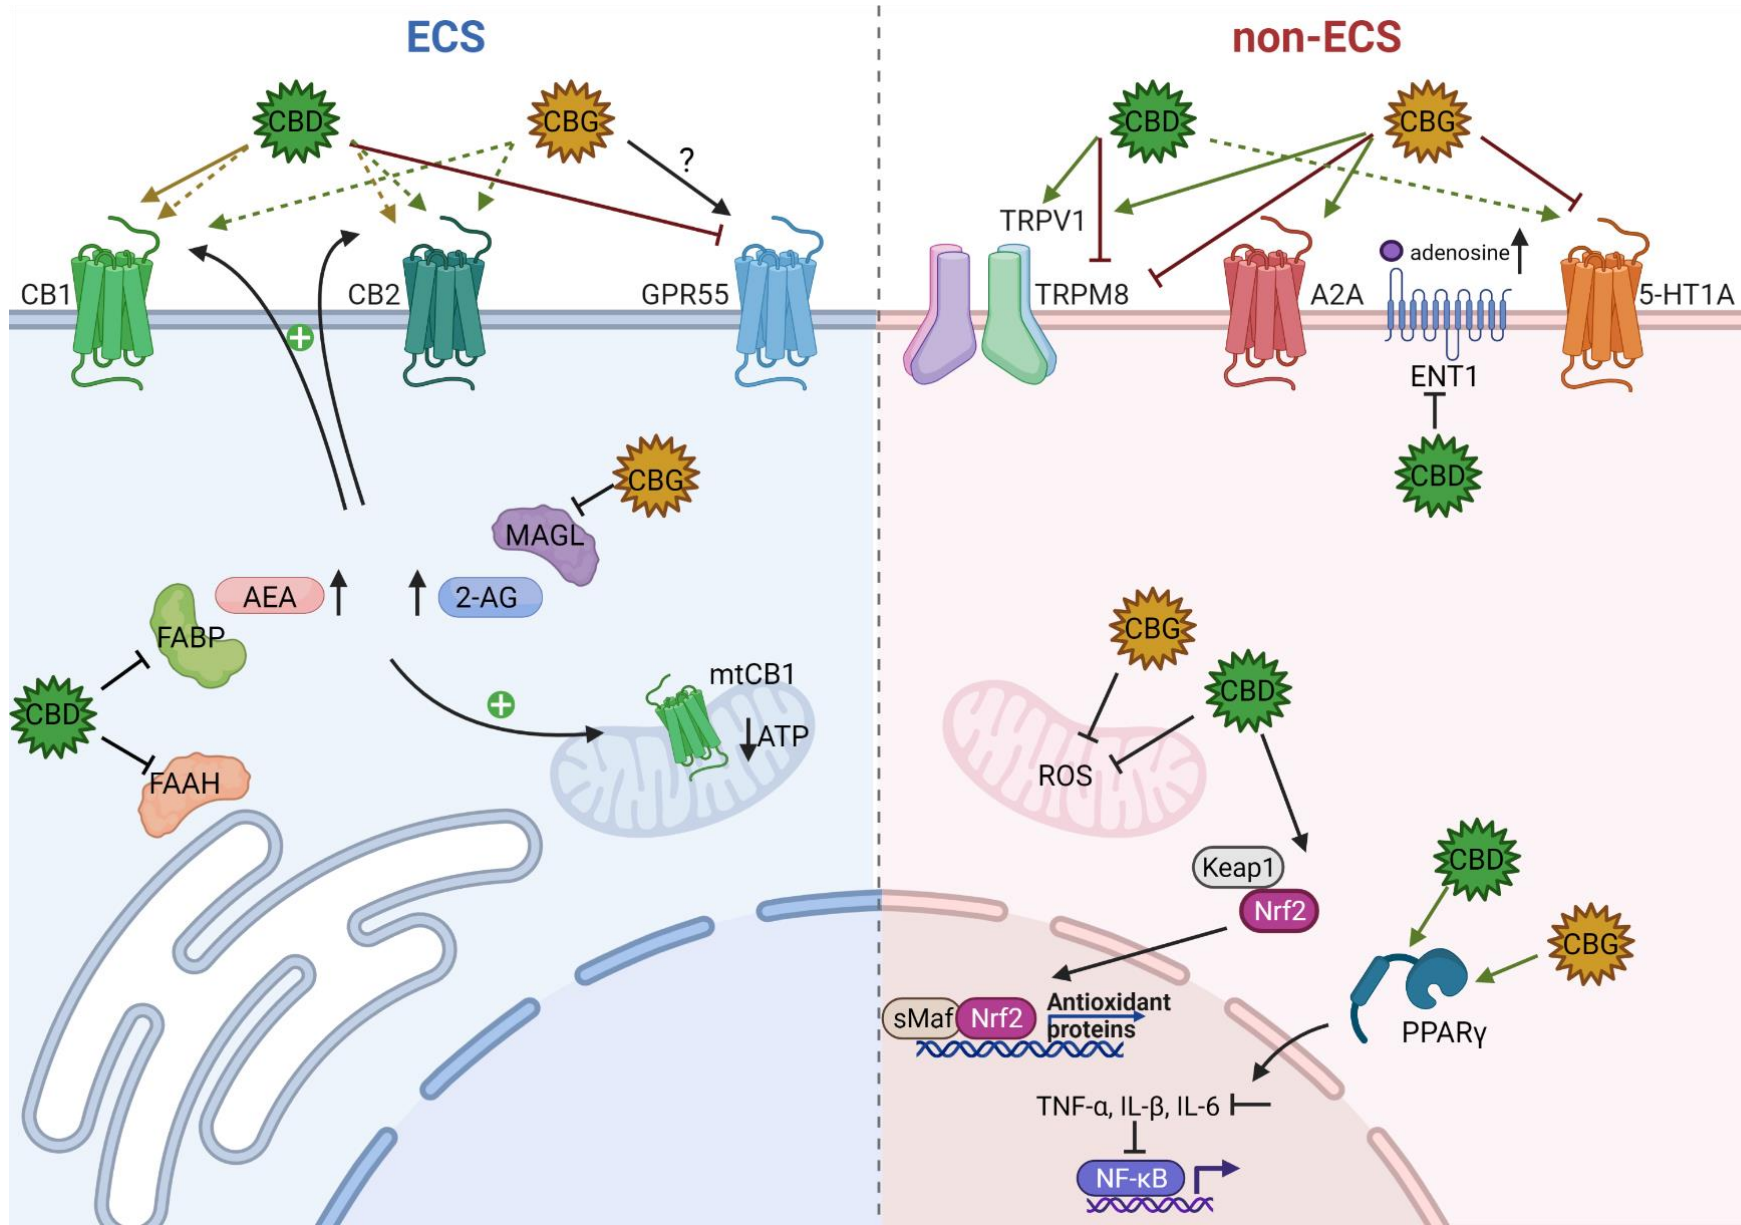 ECS
non-ECS
CBD
CBG
CBD
CBG
?
TRPV1
adenosine
CB1
CB2
GPR55
TRPM8
A2A
5-HT1A
ENT1
CBG
CBD
MAGL
AEA
2-AG
FABP
CBG
mtCB1
CBD
CBD
ATP
FAAH
ROS
Keap1
CBD
Nrf2
CBG
Antioxidant
sMaf
Nrf2
proteins
PPARγ
TNF-α, IL-β, IL-6
NF-κB